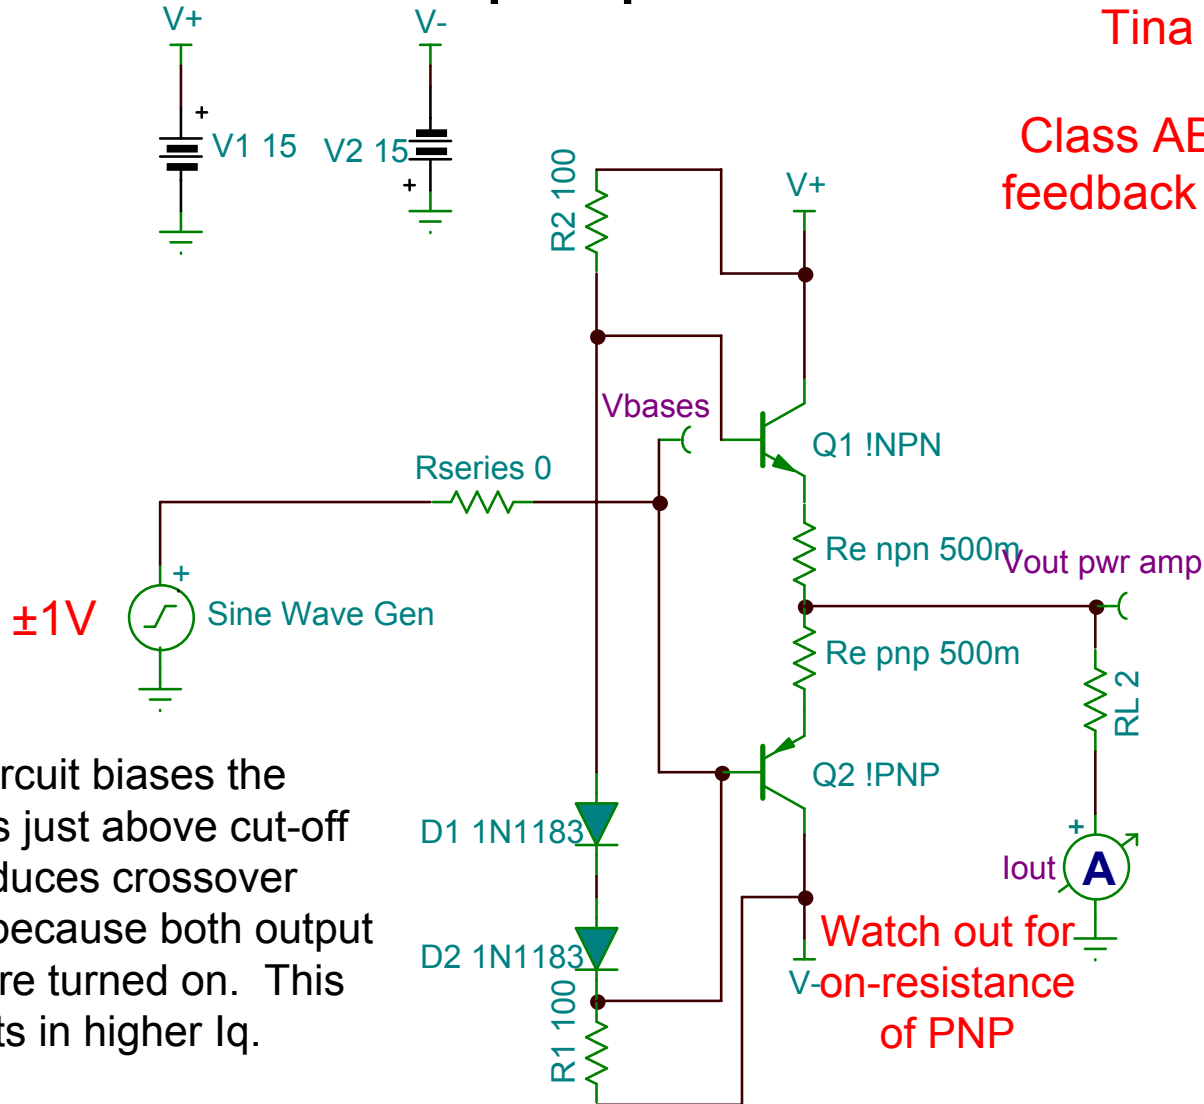 V+
V-
Tina
+
V1 15
V2 15
+
Class AB
feedback
R2 100
V+
Vbases
Q1 !NPN
Rseries 0
Re npn 500m
Vout pwr amp
+
±1V
Sine Wave Gen
Re pnp 500m
RL 2
Q2 !PNP
rcuit biases the
s just above cut-off
duces crossover
because both output
re turned on. This
ts in higher Iq.
D1 1N1183
+
Iout
A
D2 1N1183
V-
Watch out for
on-resistance
of PNP
R1 100